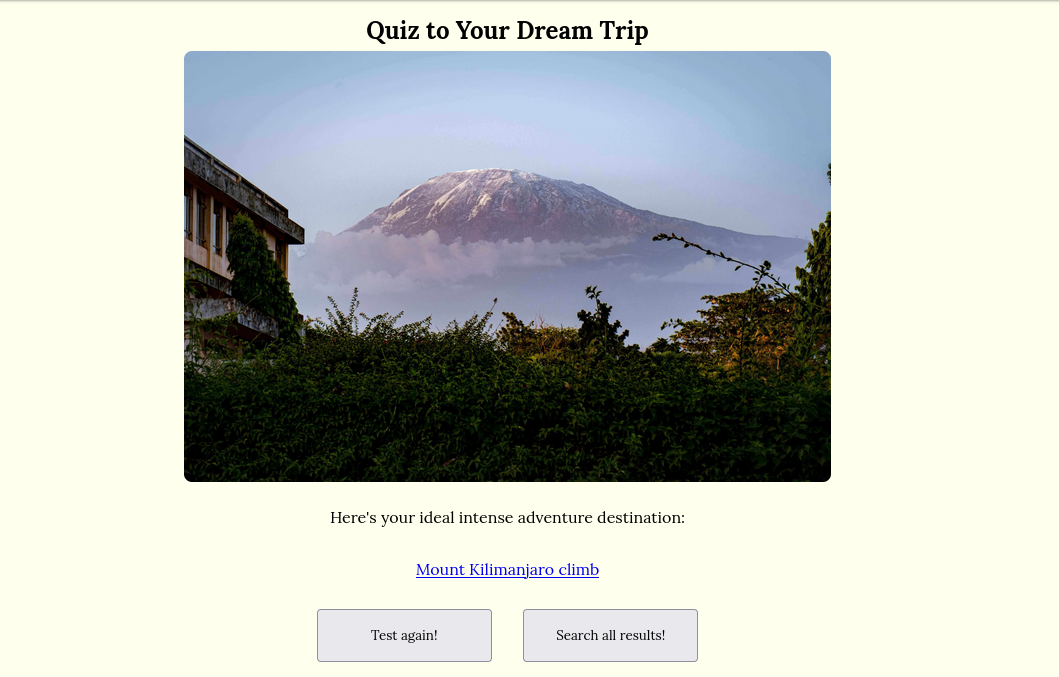 Quiz to Your Dream Trip
Here's your ideal intense adventure destination:
Mount Kilimanjaro climb
Test again!
Search all results!